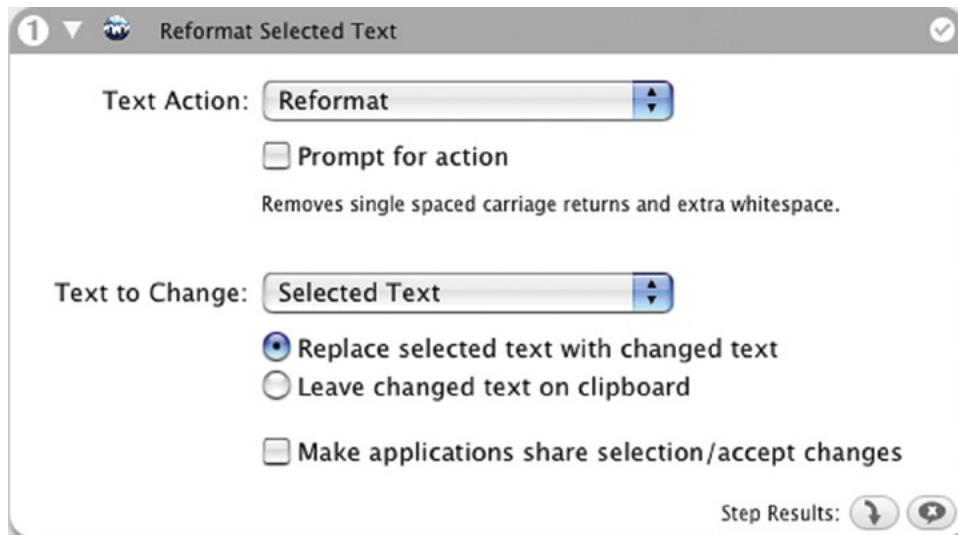 1 Reformat Selected Text
Text Action: Reformat
Prompt for action
Removes single spaced carriage returns and extra whitespace.
Text to Change: Selected Text
Replace selected text with changed text
Leave changed text on clipboard
Make applications share selection/accept changes
Step Results: